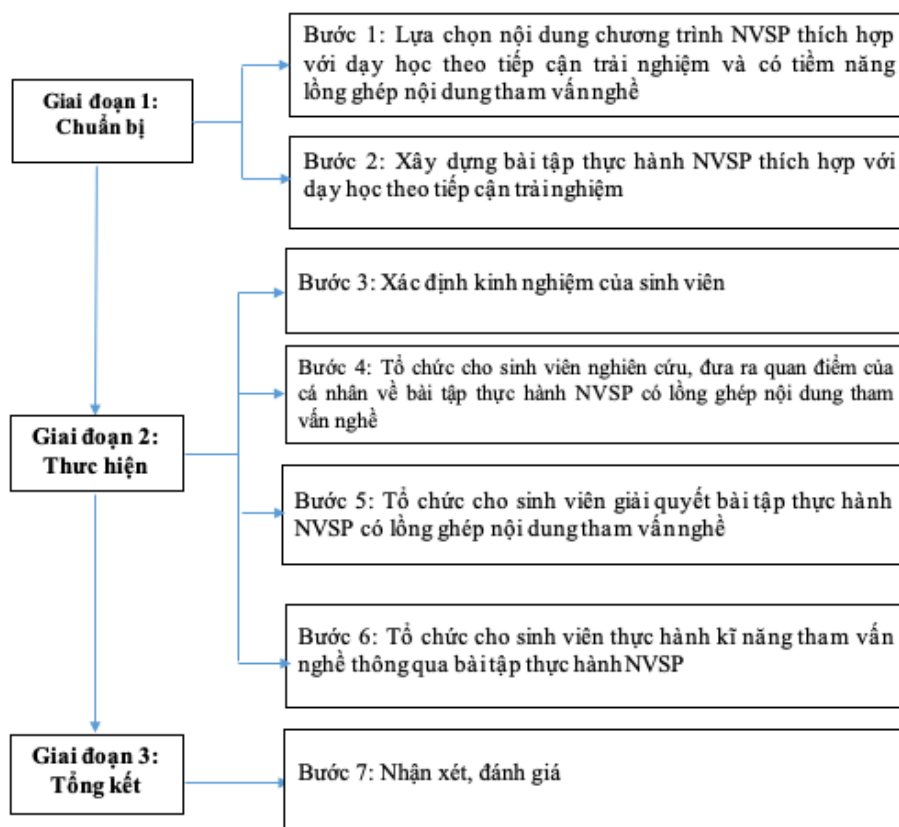 Giai đoạn 1:
Chuẩn bị
Bước 1: Lựa chọn nội dung chương trình NVSP thích hợp
với dạy học theo tiếp cận trải nghiệm và có tiềm năng
lồng ghép nội dung tham vấn nghề
Bước 2: Xây dựng bài tập thực hành NVSP thích hợp với
dạy học theo tiếp cận trải nghiệm
Giai đoạn 2:
Thưc hiện
Bước 3: Xác định kinh nghiệm của sinh viên
Bước 4: Tổ chức cho sinh viên nghiên cứu, đưa ra quan điểm của
cá nhân về bài tập thực hành NVSP có lồng ghép nội dung tham
vấn nghề
Bước 5: Tổ chức cho sinh viên giải quyết bài tập thực hành
NVSP có lồng ghép nội dung tham vấn nghề
Bước 6: Tổ chức cho sinh viên thực hành kĩ năng tham vấn
nghề thông qua bài tập thực hành NVSP
Giai đoạn 3:
Tổng kết
Bước 7: Nhận xét, đánh giá